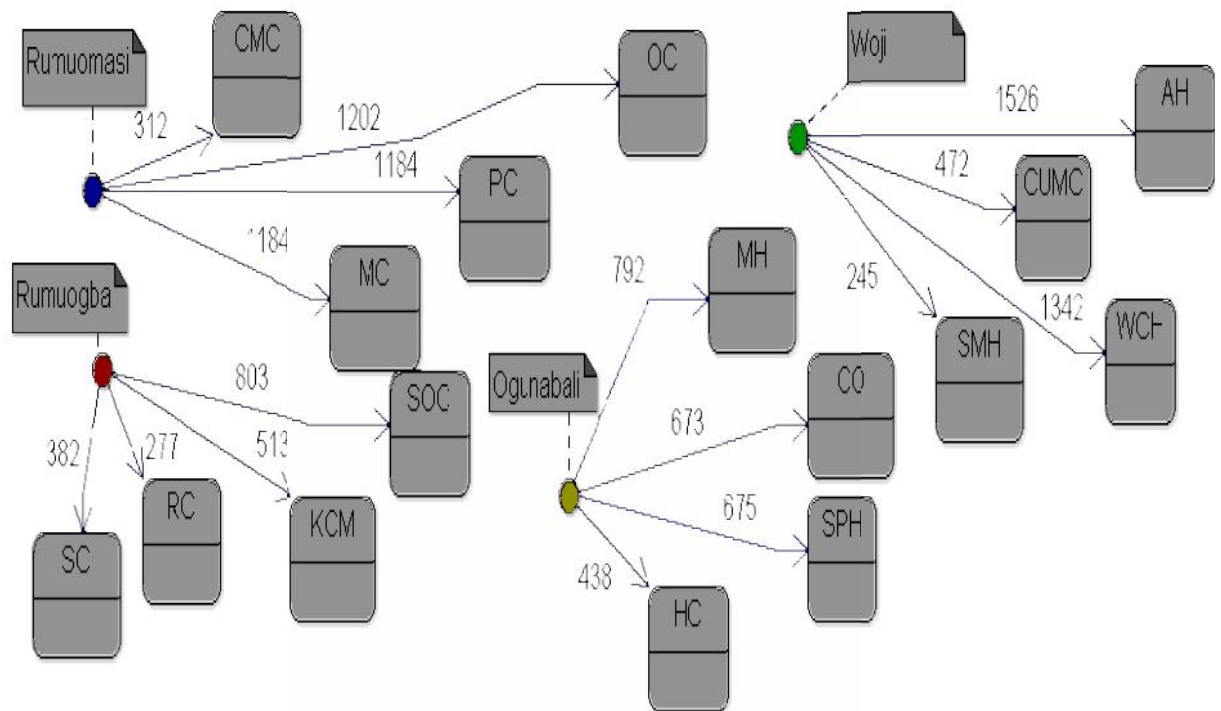 Rumuomasi
CMC
312
1202
OC
1184
PC
1184
MC
Woji
1526
AH
472
CUMC
245
SMH
1342
WCH
Rumuogba
803
SOC
513
KCM
277
RC
382
SC
Ogunabali
792
MH
673
CO
675
SPH
438
HC